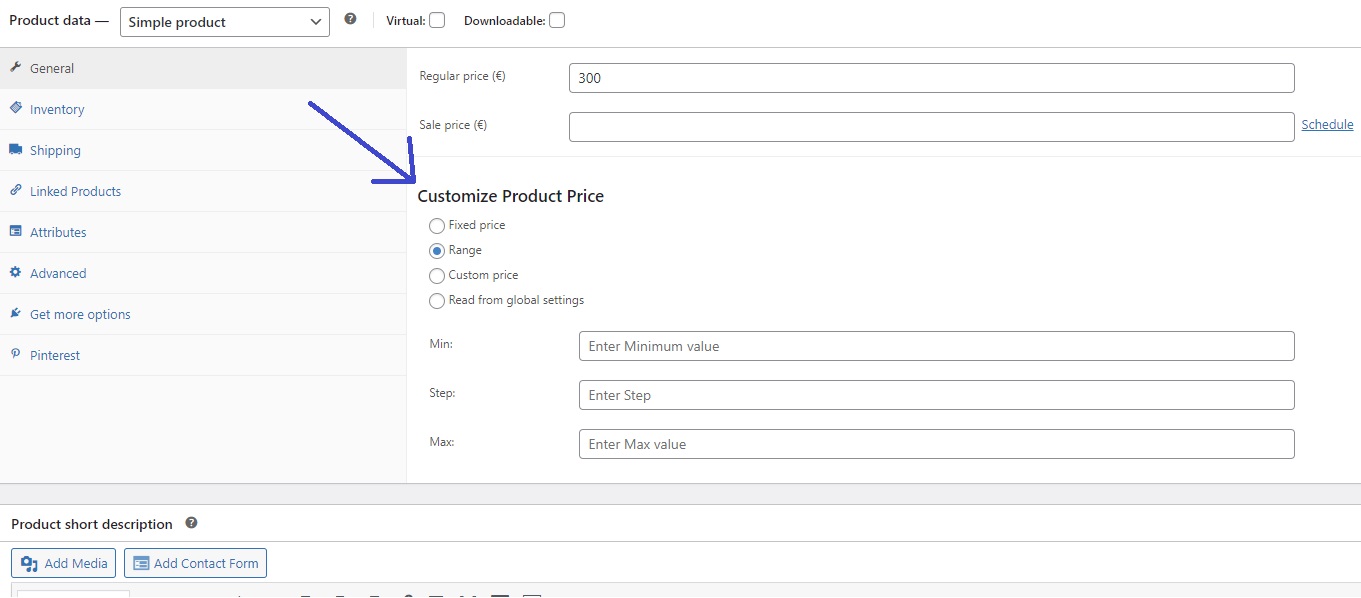 Product data — Simple product ? Virtual: Downloadable:
General
Inventory
Shipping
Linked Products
Attributes
Advanced
Get more options
Pinterest
Regular price (€) 300
Sale price (€) Schedule
Customize Product Price
Fixed price
Range
Custom price
Read from global settings
Min: Enter Minimum value
Step: Enter Step
Max: Enter Max value
Product short description ?
Add Media Add Contact Form